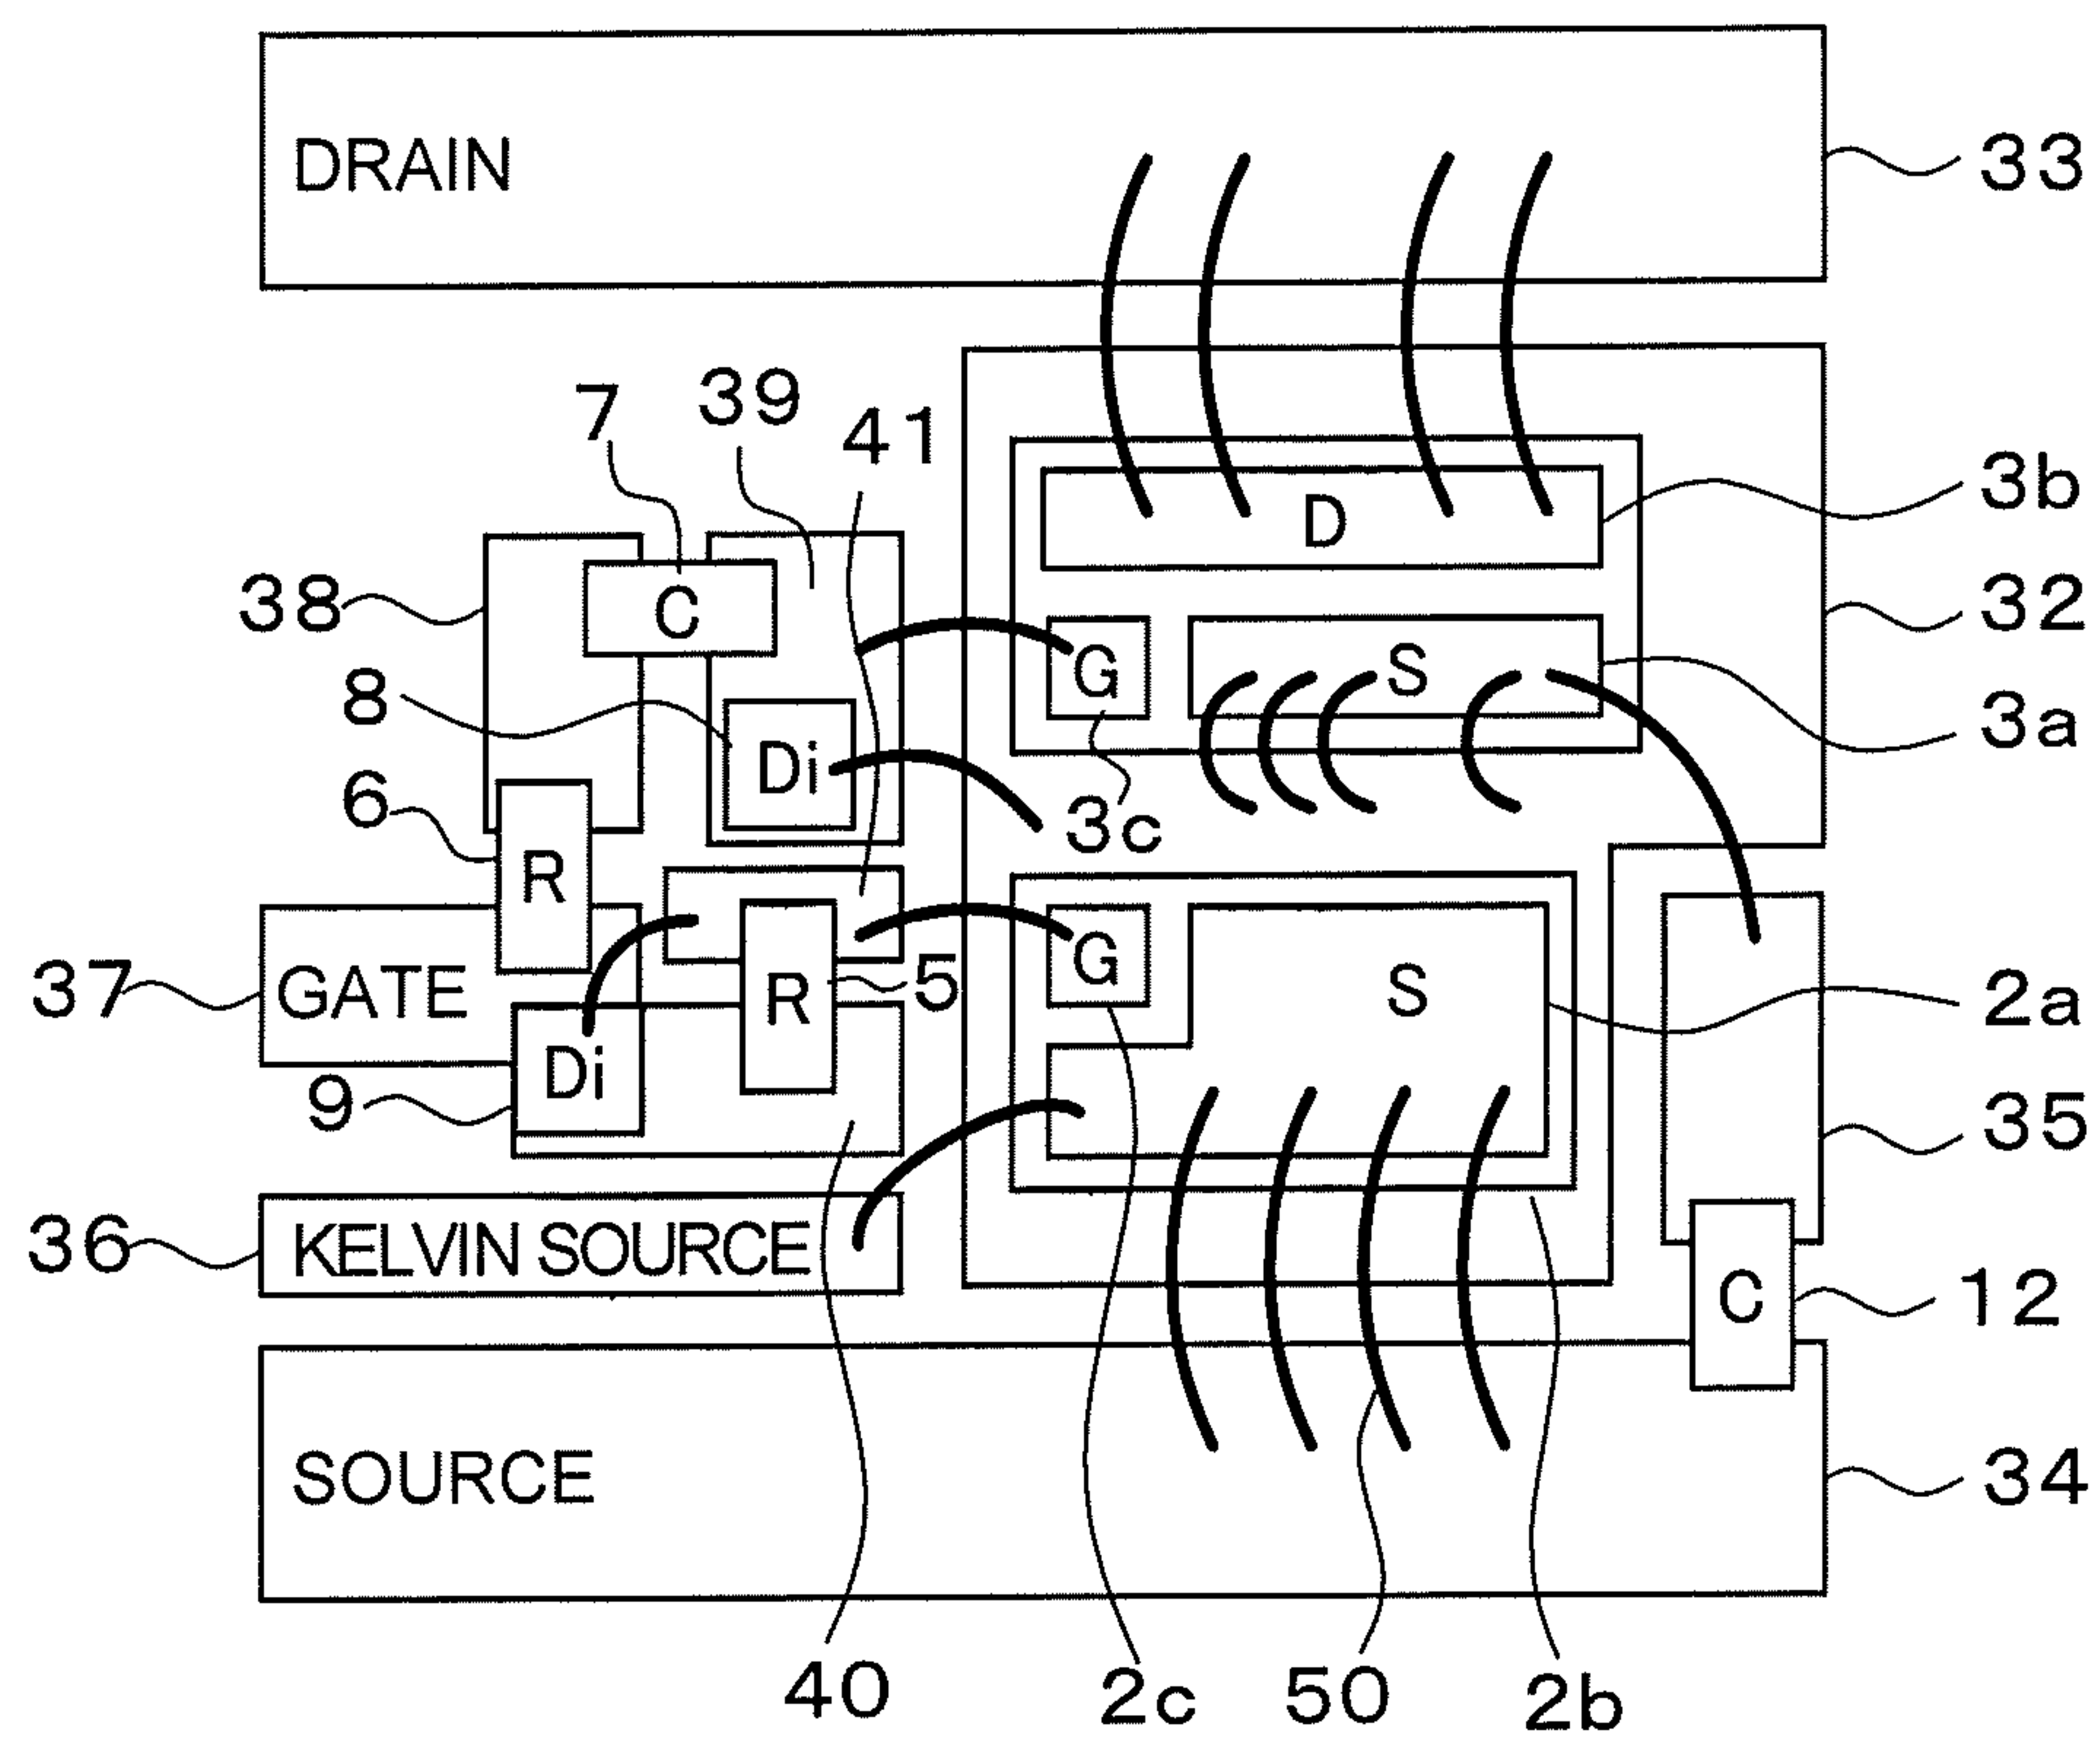 DRAIN
33
7
39
41
3b
D
38
C
32
8
G
S
3a
Di
6
3c
R
37
GATE
G
S
5
R
2a
9
Di
35
36
KELVIN SOURCE
C
12
SOURCE
34
40
2c
50
2b